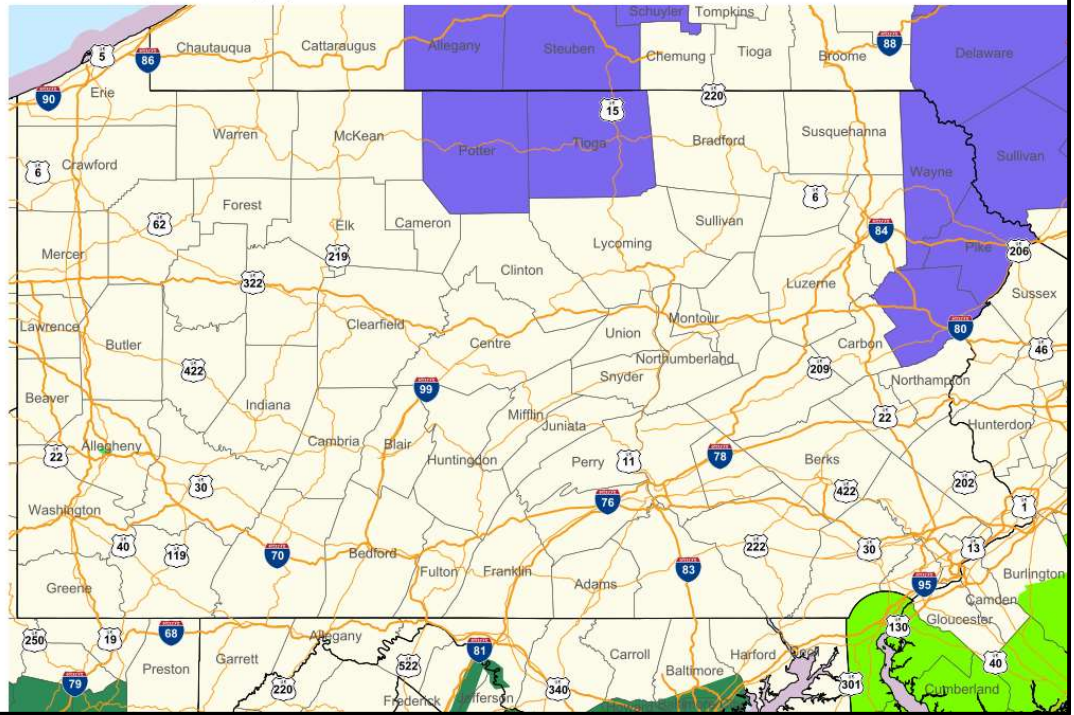 Schuyler
Tompkins
5
86
Chautauqua
Cattaraugus
Allegany
Steuben
Chemung
Tioga
Broome
88
Delaware
90
Erie
15
220
Warren
McKean
Potter
Tioga
Bradford
Susquehanna
Crawford
6
Wayne
Sullivan
Forest
62
Elk
Cameron
6
Sullivan
Lycoming
84
Pike
206
Mercer
219
322
Clinton
Luzerne
Sussex
Clearfield
Montour
Lawrence
Butler
Centre
Union
80
Carbon
46
Northumberland
422
Snyder
209
Northampton
99
Beaver
Indiana
Mifflin
Juniata
22
Hunterdon
Cambria
Blair
Allegheny
22
Huntingdon
Perry
11
78
Berks
30
422
202
76
1
Washington
40
119
70
Bedford
222
30
13
Fulton
Franklin
83
Adams
Burlington
Greene
95
Camden
Gloucester
250
19
68
Allegany
130
Preston
Garrett
81
522
Carroll
Harford
Cecil
40
Baltimore
79
220
340
301
Cumberland
Frederick
Jefferson